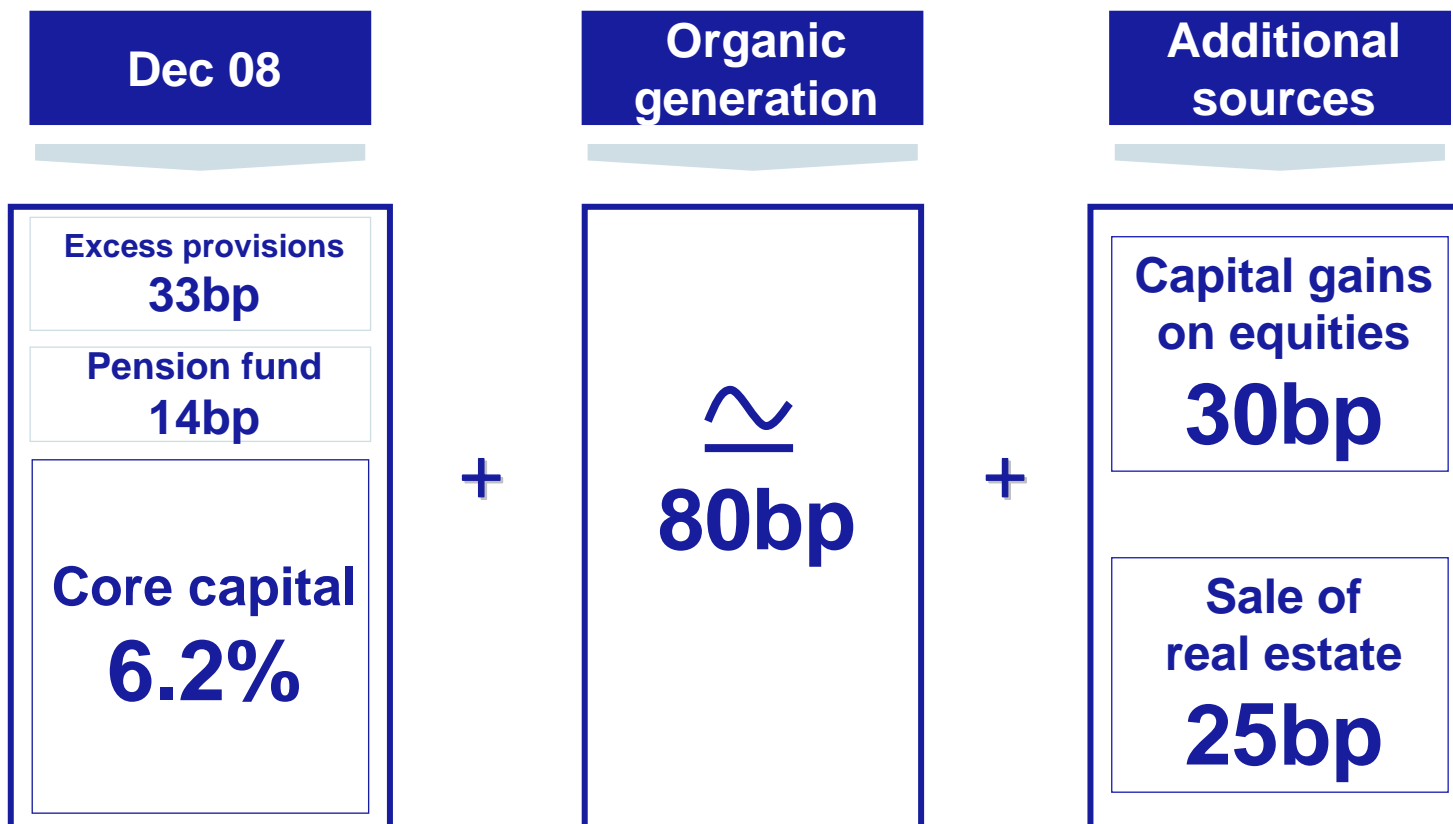 Dec 08
Excess provisions
33bp
Pension fund
14bp
Core capital
6.2%
+
Organic
generation
≃
80bp
+
Additional
sources
Capital gains
on equities
30bp
Sale of
real estate
25bp